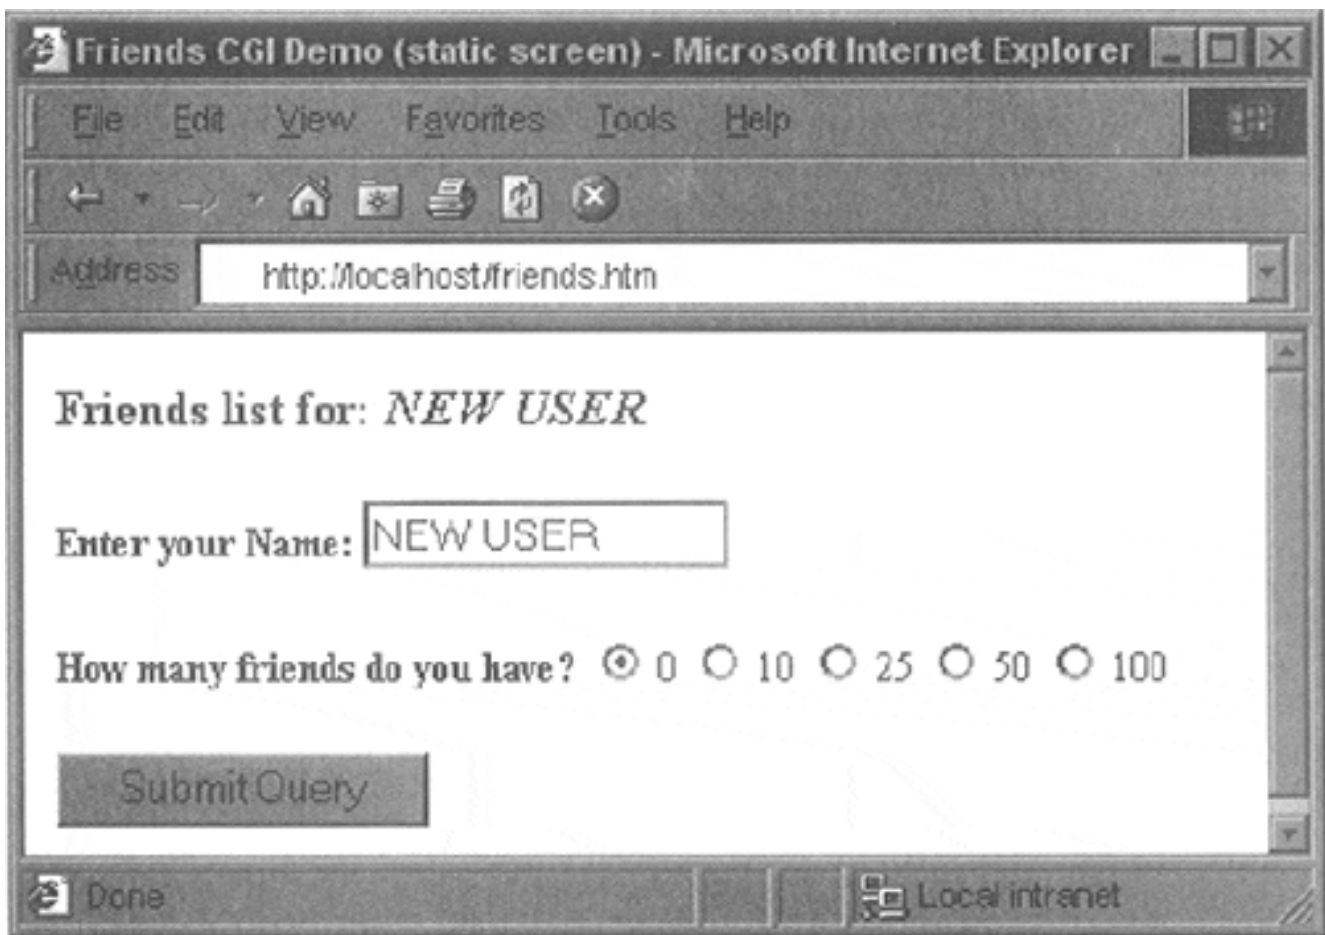 Friends CGI Demo (static screen) - Microsoft Internet Explorer
File Edit View Favorites Tools Help
Address http://localhost/friends.htm
Friends list for: NEW USER
Enter your Name: NEW USER
How many friends do you have? 0 10 25 50 100
Submit Query
Done Local intranet